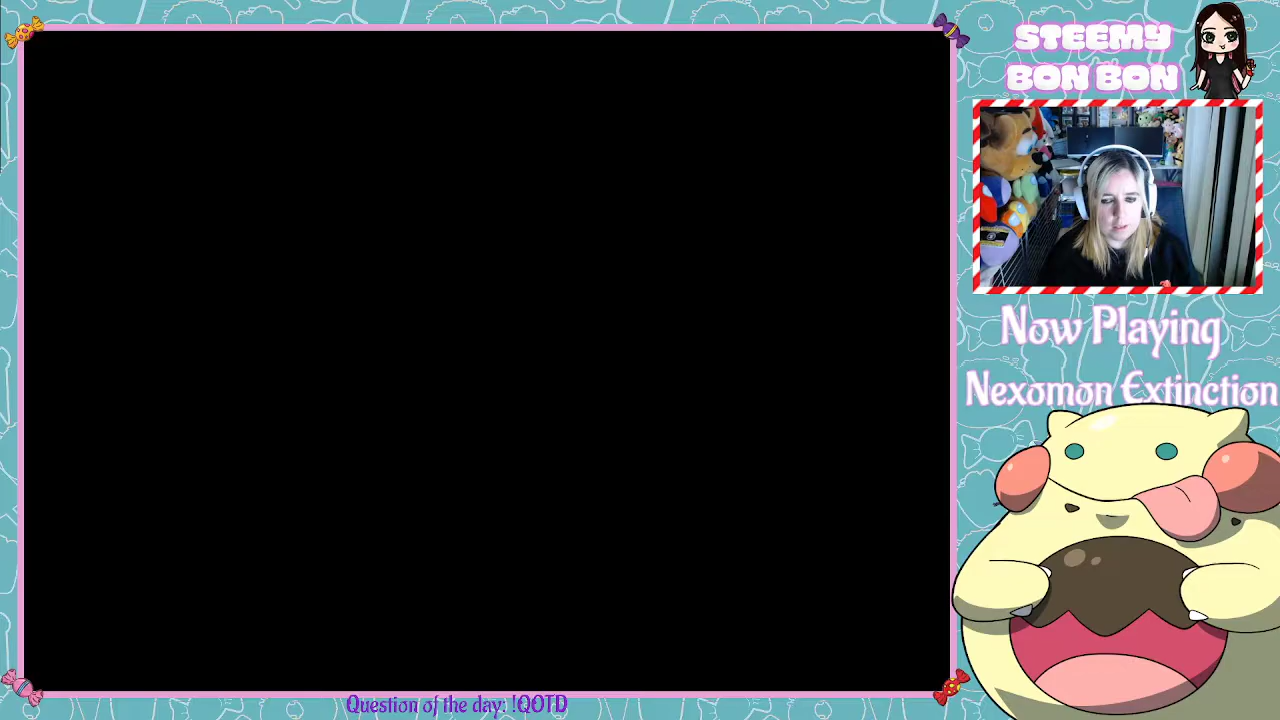 STEEMY
BON BON
Now Playing
Nexomon Extinction
Question of the day: !QOTD